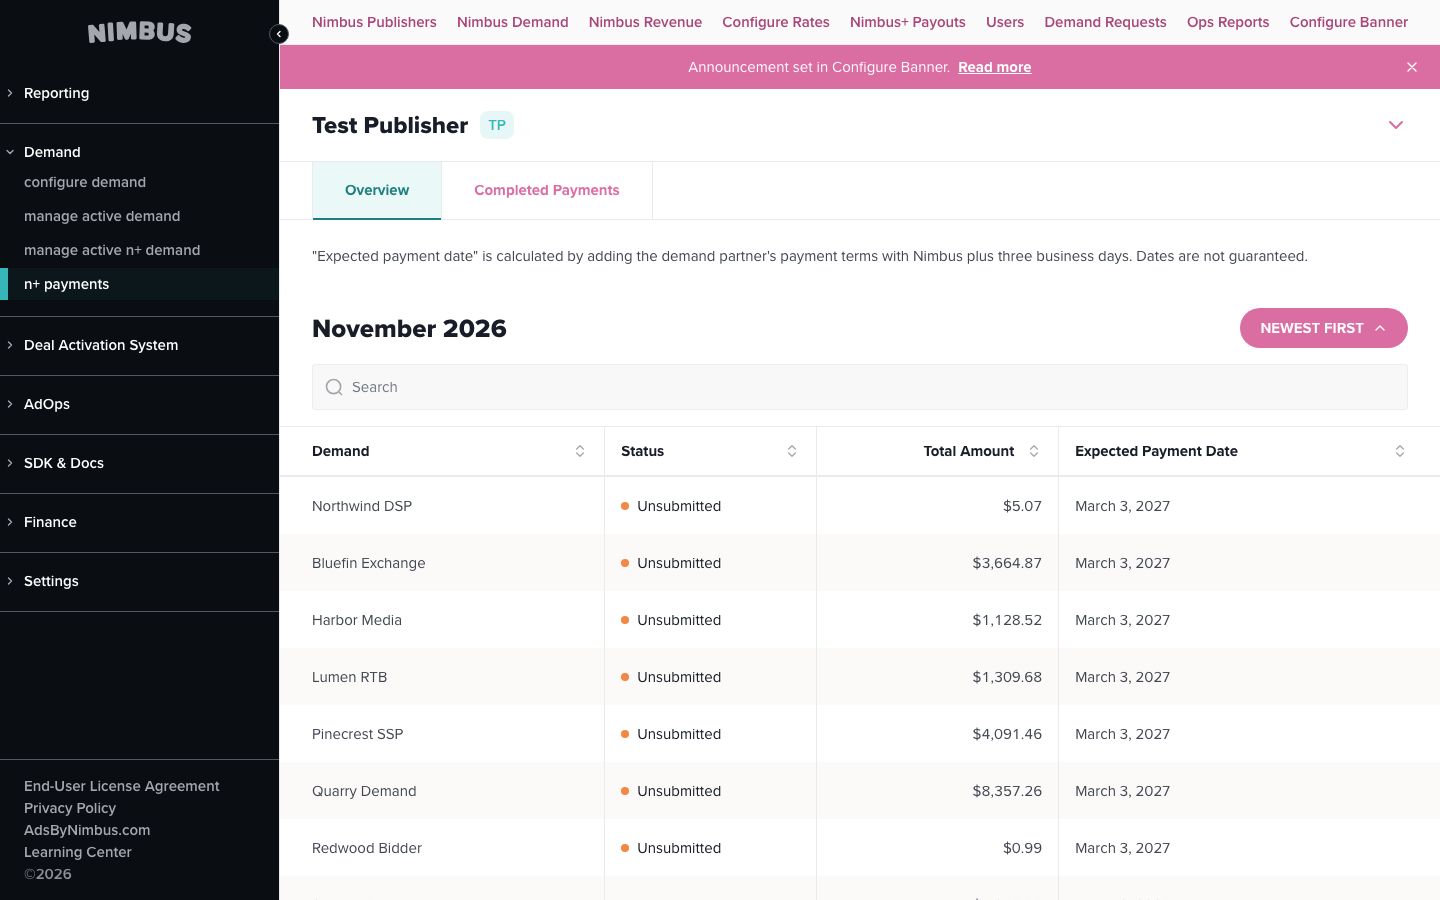 NIMBUS
Reporting
Demand
configure demand
manage active demand
manage active n+ demand
n+ payments
Deal Activation System
AdOps
SDK & Docs
Finance
Settings
End-User License Agreement
Privacy Policy
AdsByNimbus.com
Learning Center
©2026
Nimbus Publishers Nimbus Demand Nimbus Revenue Configure Rates Nimbus+ Payouts Users Demand Requests Ops Reports Configure Banner
Announcement set in Configure Banner. Read more
Test Publisher TP
Overview Completed Payments
"Expected payment date" is calculated by adding the demand partner's payment terms with Nimbus plus three business days. Dates are not guaranteed.
November 2026 NEWEST FIRST
Search
Demand Status Total Amount Expected Payment Date
Northwind DSP Unsubmitted $5.07 March 3, 2027
Bluefin Exchange Unsubmitted $3,664.87 March 3, 2027
Harbor Media Unsubmitted $1,128.52 March 3, 2027
Lumen RTB Unsubmitted $1,309.68 March 3, 2027
Pinecrest SSP Unsubmitted $4,091.46 March 3, 2027
Quarry Demand Unsubmitted $8,357.26 March 3, 2027
Redwood Bidder Unsubmitted $0.99 March 3, 2027